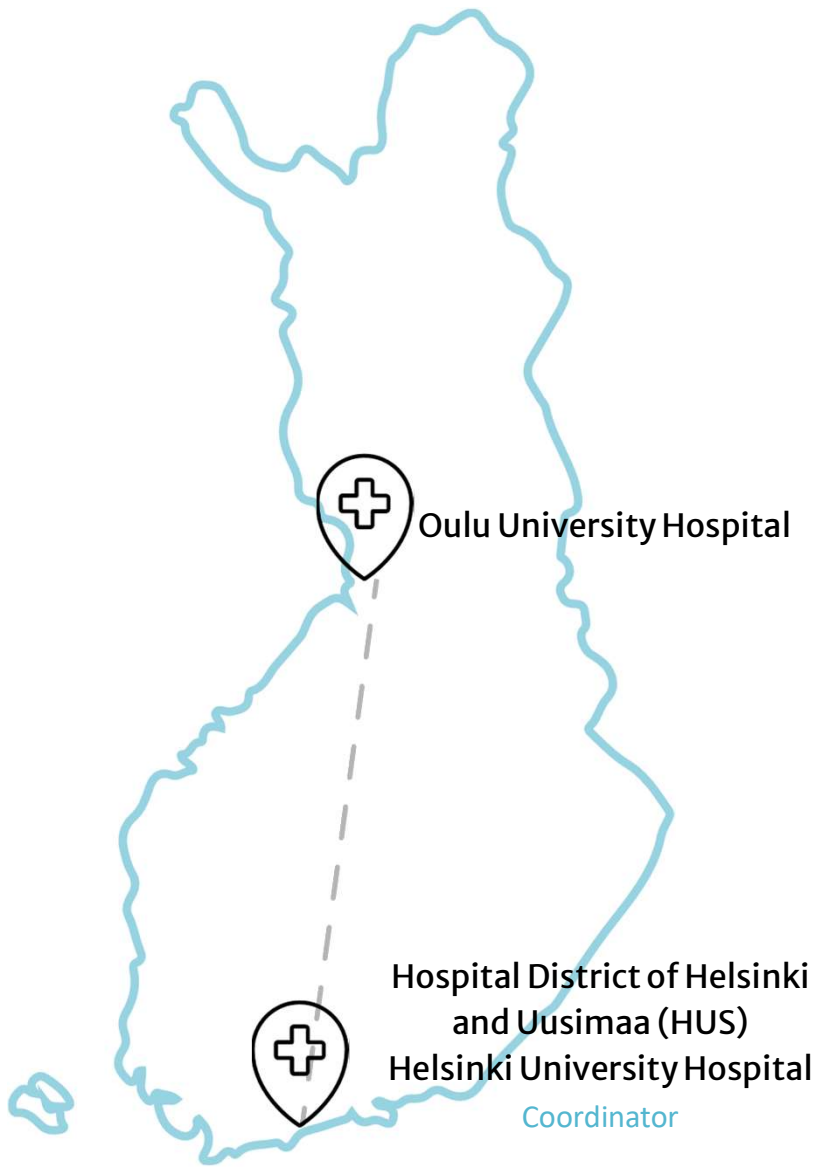 Oulu University Hospital
Hospital District of Helsinki
and Uusimaa (HUS)
Helsinki University Hospital
Coordinator